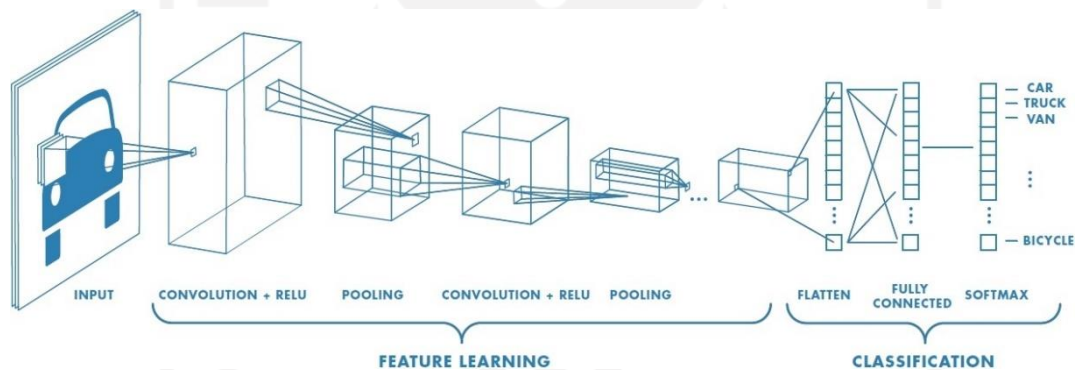 CAR
TRUCK
VAN
BICYCLE
INPUT CONVOLUTION + RELU POOLING CONVOLUTION + RELU POOLING FLATTEN FULLY CONNECTED SOFTMAX
FEATURE LEARNING CLASSIFICATION